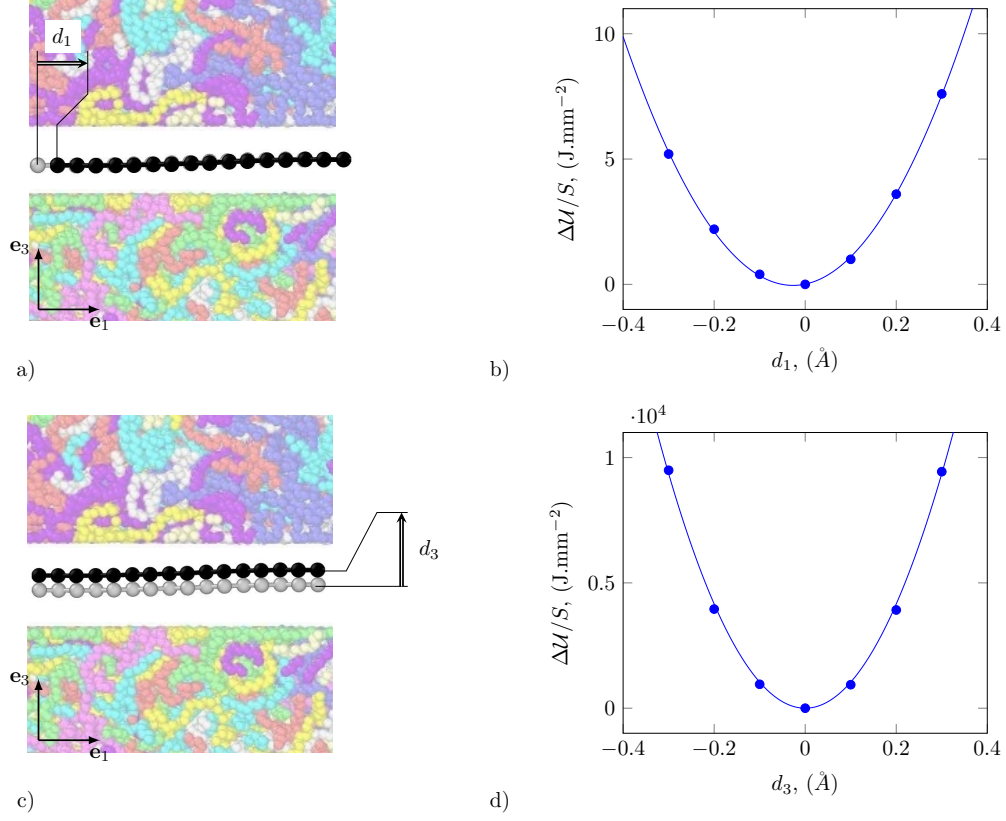 d₁
e₃
e₁
a)
10
5
0
−0.4
−0.2
0
0.2
0.4
ΔU/S, (J.mm⁻²)
d₁, (Å)
b)
d₃
e₃
e₁
c)
·10⁴
1
0.5
0
−0.4
−0.2
0
0.2
0.4
ΔU/S, (J.mm⁻²)
d₃, (Å)
d)